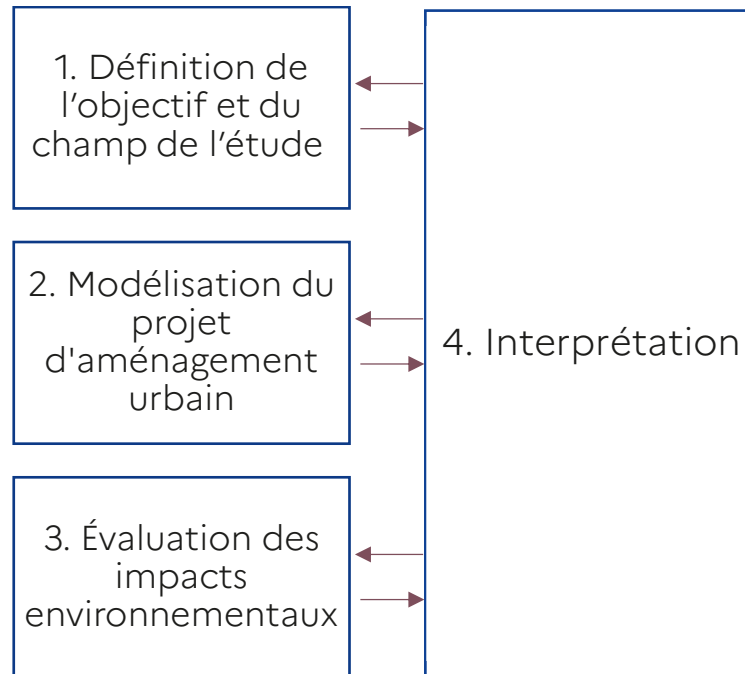 1. Définition de
l’objectif et du
champ de l’étude
2. Modélisation du
projet
d'aménagement
urbain
3. Évaluation des
impacts
environnementaux
4. Interprétation